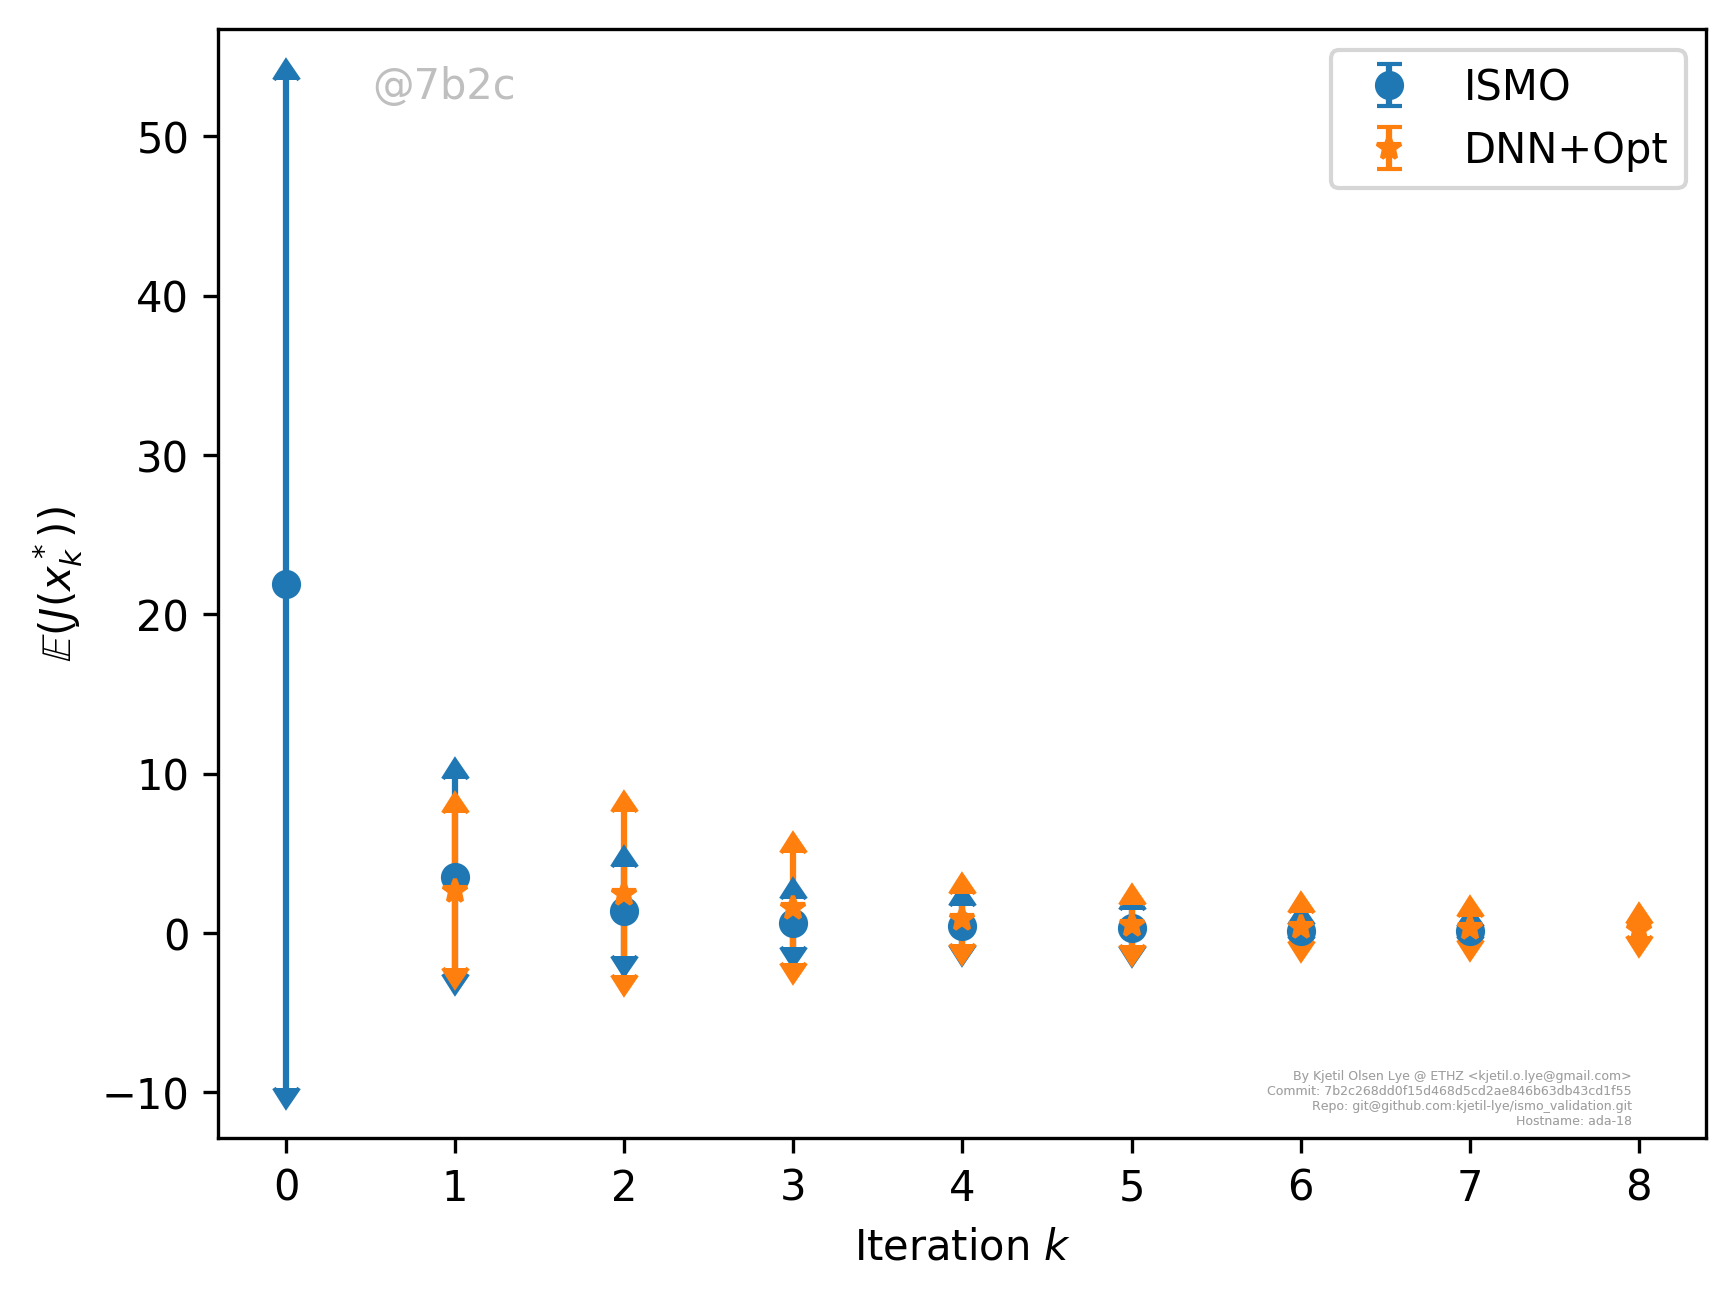 @7b2c
ISMO
DNN+Opt
50
40
30
20
10
0
−10
𝔼(J(x*k))
0 1 2 3 4 5 6 7 8
Iteration k
By Kjetil Olsen Lye @ ETHZ <kjetil.o.lye@gmail.com>
Commit: 7b2c268dd0f15d468d5cd2ae846b63db43cd1f55
Repo: git@github.com:kjetil-lye/ismo_validation.git
Hostname: ada-18